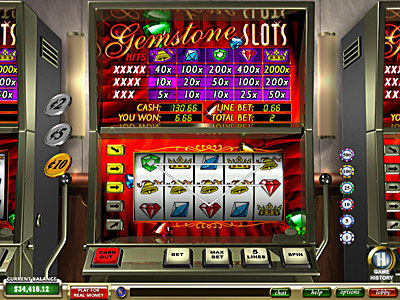 Gemstone SLOTS
HITS
XXXXX 40x 100x 200x 400x 2000x
XXXX 10x 20x 50x 100x 200x
XXX 5x 10x 10x 25x 50x
CASH: 130.66 LINE BET: 0.66
YOU WON: 6.66 TOTAL BET: 2
2
5
CASH OUT
BET
MAX BET
5 LINES
SPIN
H
GAME HISTORY
CURRENT BALANCE
$34,416.12
PLAY FOR REAL MONEY
chat
help
options
lobby